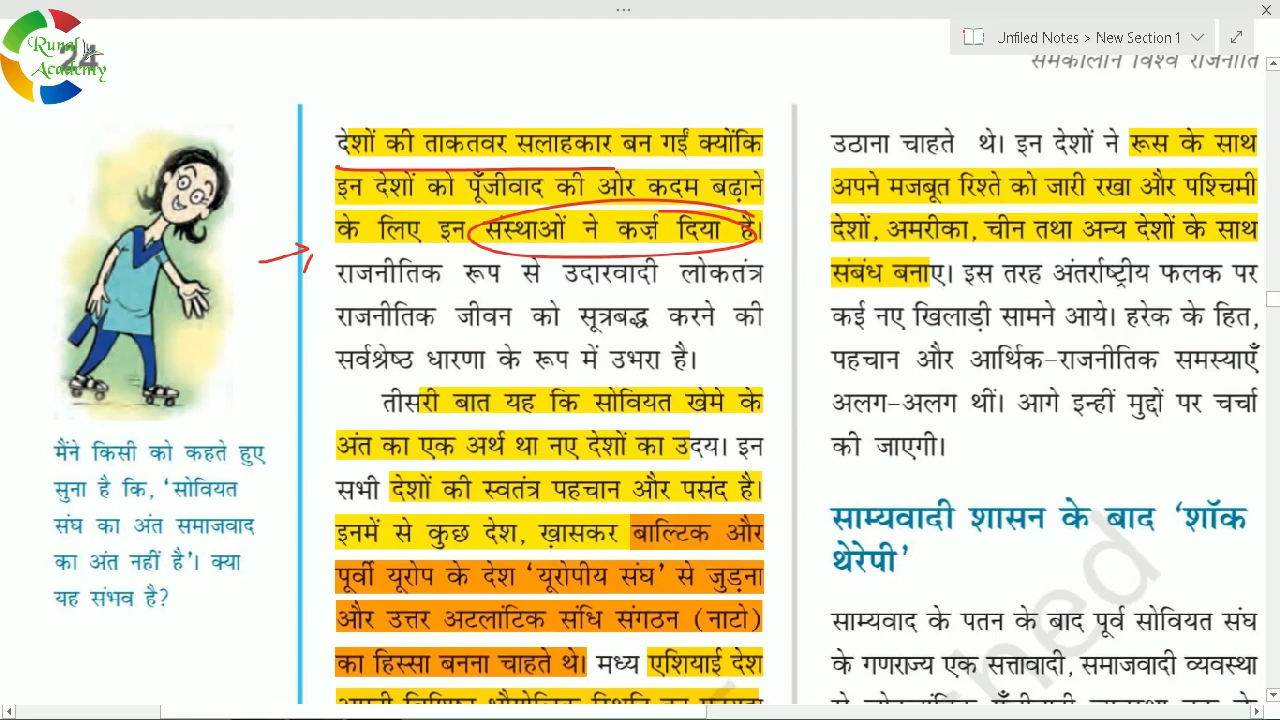 Runal
Academy
24
Unfiled Notes > New Section 1
समकालीन विश्व राजनीति
देशों की ताकतवर सलाहकार बन गईं क्योंकि
इन देशों को पूँजीवाद की ओर कदम बढ़ाने
के लिए इन संस्थाओं ने कर्ज दिया है।
राजनीतिक रूप से उदारवादी लोकतंत्र
राजनीतिक जीवन को सूत्रबद्ध करने की
सर्वश्रेष्ठ धारणा के रूप में उभरा है।
तीसरी बात यह कि सोवियत खेमे के
अंत का एक अर्थ था नए देशों का उदय। इन
सभी देशों की स्वतंत्र पहचान और पसंद है।
इनमें से कुछ देश, ख़ासकर बाल्टिक और
पूर्वी यूरोप के देश ‘यूरोपीय संघ’ से जुड़ना
और उत्तर अटलांटिक संधि संगठन (नाटो)
का हिस्सा बनना चाहते थे। मध्य एशियाई देश
मैंने किसी को कहते हुए
सुना है कि, ‘सोवियत
संघ का अंत समाजवाद
का अंत नहीं है’। क्या
यह संभव है?
उठाना चाहते थे। इन देशों ने रूस के साथ
अपने मजबूत रिश्ते को जारी रखा और पश्चिमी
देशों, अमरीका, चीन तथा अन्य देशों के साथ
संबंध बनाए। इस तरह अंतर्राष्ट्रीय फलक पर
कई नए खिलाड़ी सामने आये। हरेक के हित,
पहचान और आर्थिक-राजनीतिक समस्याएँ
अलग-अलग थीं। आगे इन्हीं मुद्दों पर चर्चा
की जाएगी।
साम्यवादी शासन के बाद ‘शॉक
थेरेपी’
साम्यवाद के पतन के बाद पूर्व सोवियत संघ
के गणराज्य एक सत्तावादी, समाजवादी व्यवस्था